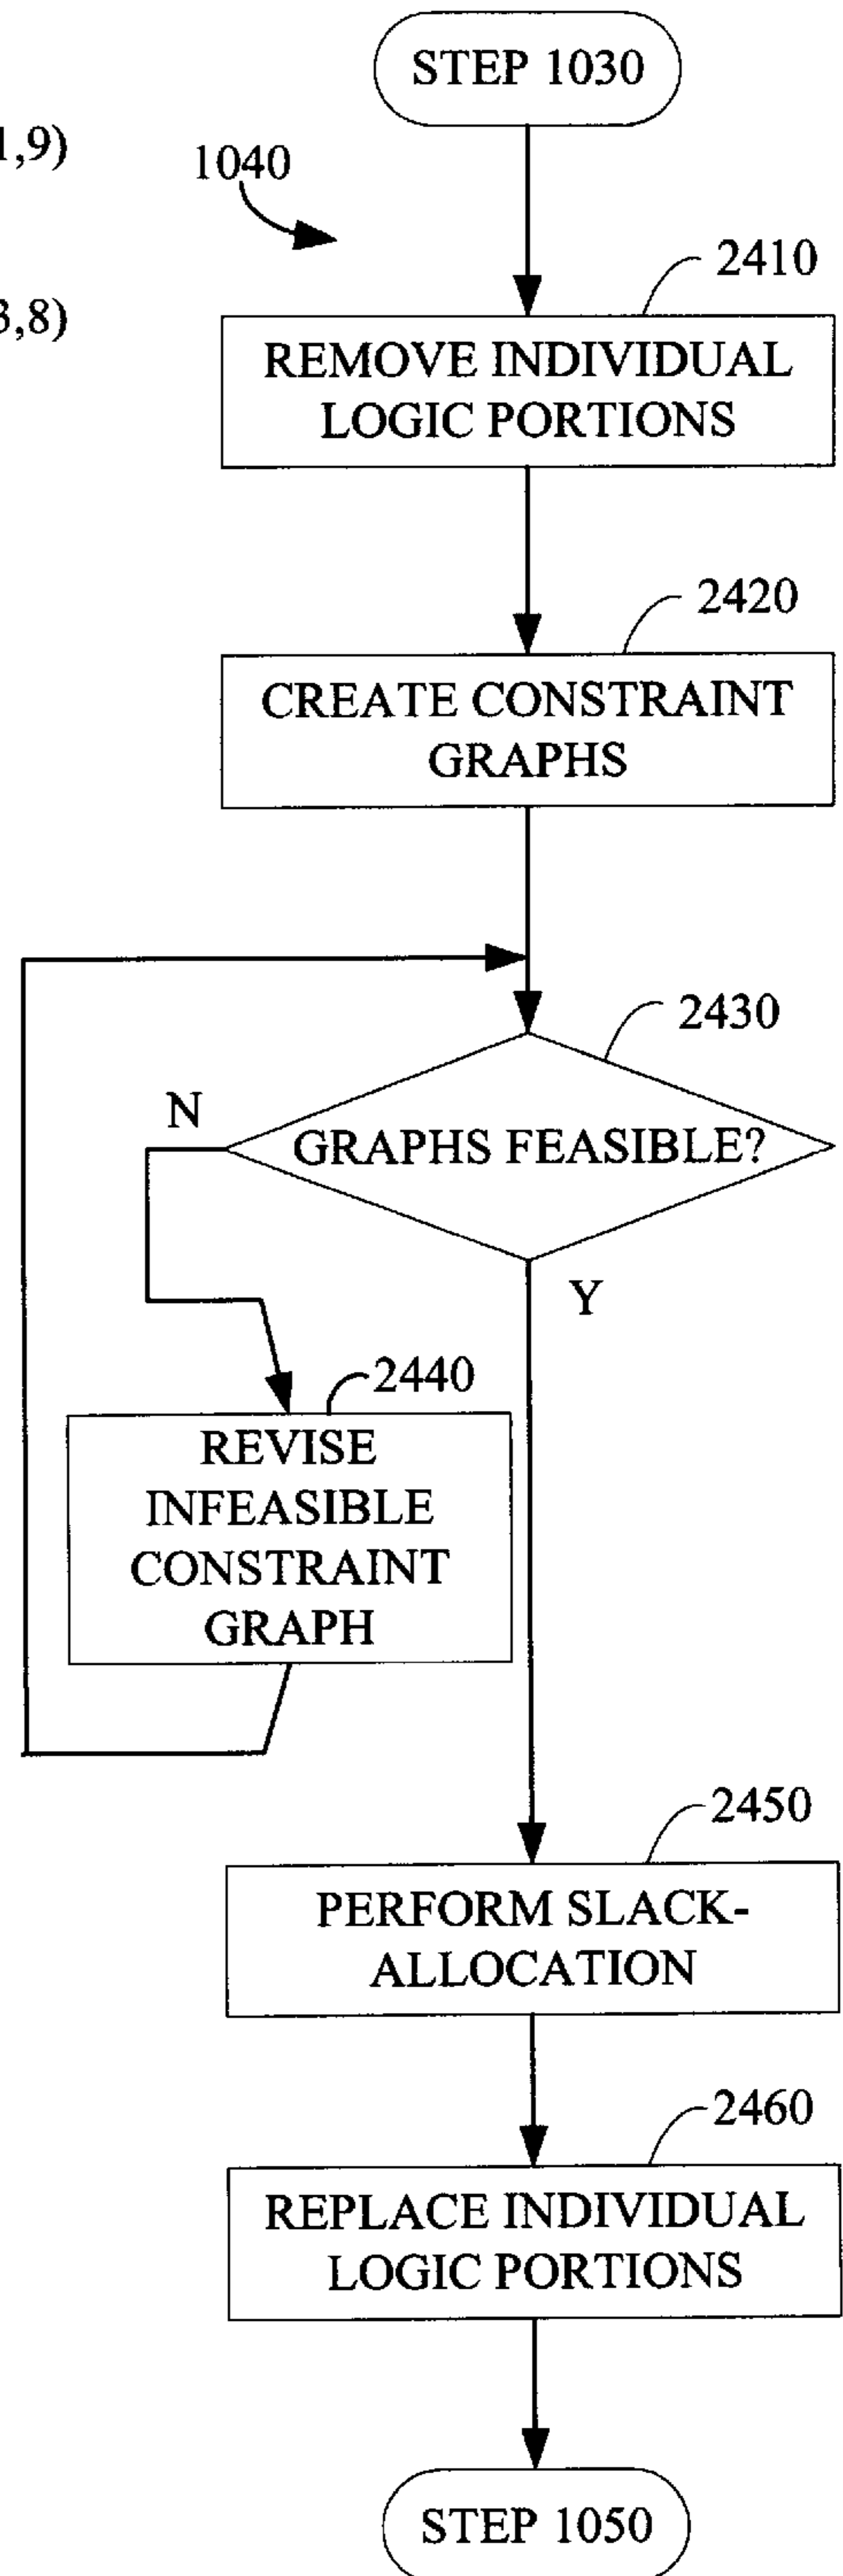 STEP 1030
1,9)
1040
2410
3,8)
REMOVE INDIVIDUAL
LOGIC PORTIONS
2420
CREATE CONSTRAINT
GRAPHS
2430
N
GRAPHS FEASIBLE?
Y
2440
REVISE
INFEASIBLE
CONSTRAINT
GRAPH
2450
PERFORM SLACK-
ALLOCATION
2460
REPLACE INDIVIDUAL
LOGIC PORTIONS
STEP 1050